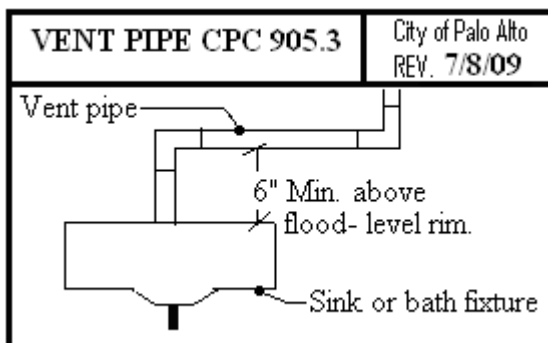 VENT PIPE CPC 905.3
City of Palo Alto
REV. 7/8/09
Vent pipe
6" Min. above
flood- level rim.
Sink or bath fixture